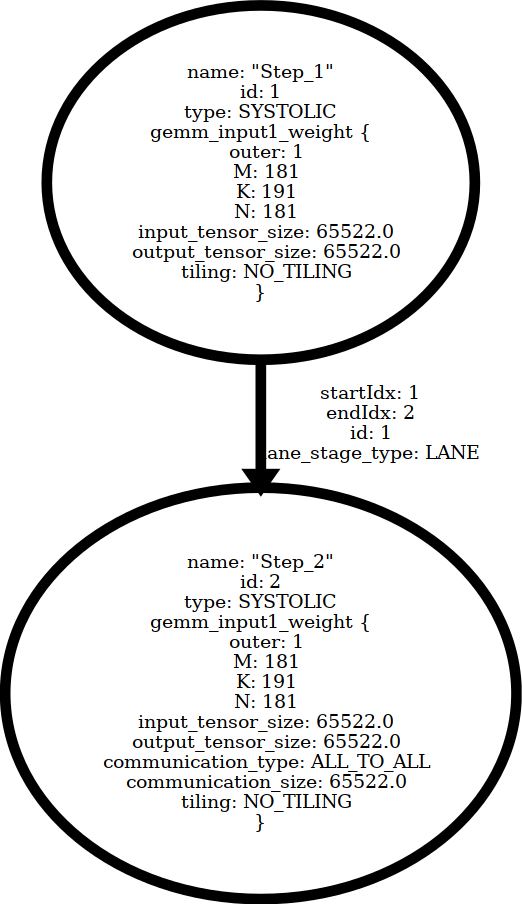 name: "Step_1"
id: 1
type: SYSTOLIC
gemm_input1_weight {
outer: 1
M: 181
K: 191
N: 181
input_tensor_size: 65522.0
output_tensor_size: 65522.0
tiling: NO_TILING
}
startIdx: 1
endIdx: 2
id: 1
ane_stage_type: LANE
name: "Step_2"
id: 2
type: SYSTOLIC
gemm_input1_weight {
outer: 1
M: 181
K: 191
N: 181
input_tensor_size: 65522.0
output_tensor_size: 65522.0
communication_type: ALL_TO_ALL
communication_size: 65522.0
tiling: NO_TILING
}